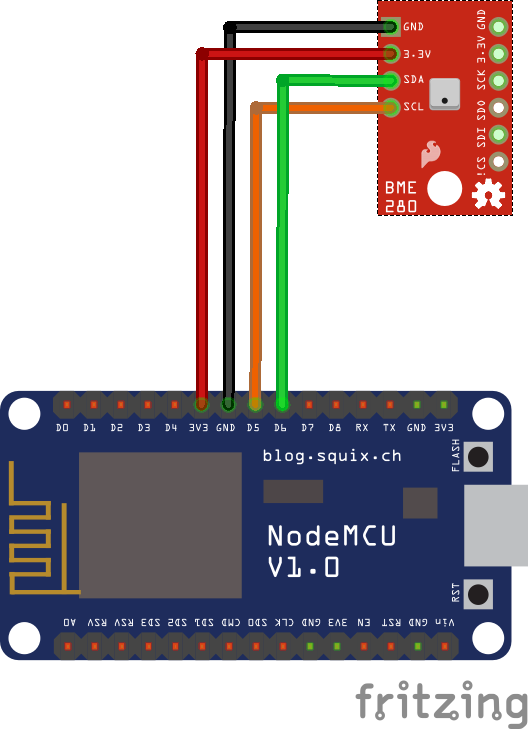 GND
3.3V
SDA
SCL
GND
3.3V
SCK
SDO
SDI
!CS
BME
280
D0 D1 D2 D3 D4 3V3 GND D5 D6 D7 D8 RX TX GND 3V3
blog.squix.ch
FLASH
NodeMCU
V1.0
RST
A0 RSV RSV SD3 SD2 SD1 CMD SD0 CLK GND 3V3 EN RST GND Vin
fritzing